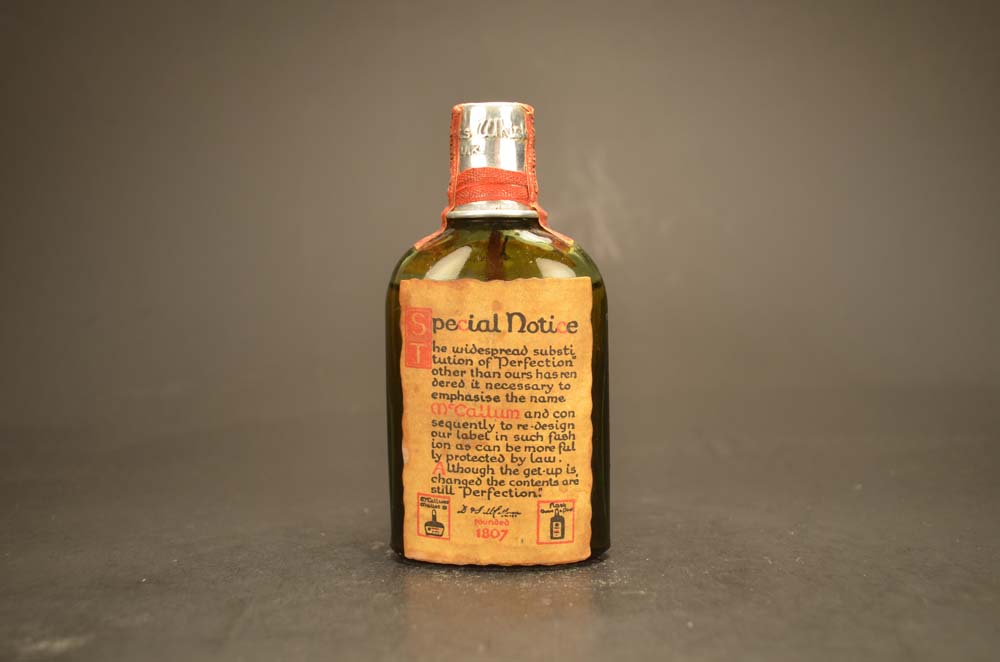 s. Whisky
Special Notice
The widespread substi
tution of "Perfection"
other than ours has ren
dered it necessary to
emphasise the name
McCallum and con
sequently to re-design
our label in such fash
ion as can be more ful
ly protected by law.
Although the get-up is
changed the contents are
still "Perfection".
founded
1807